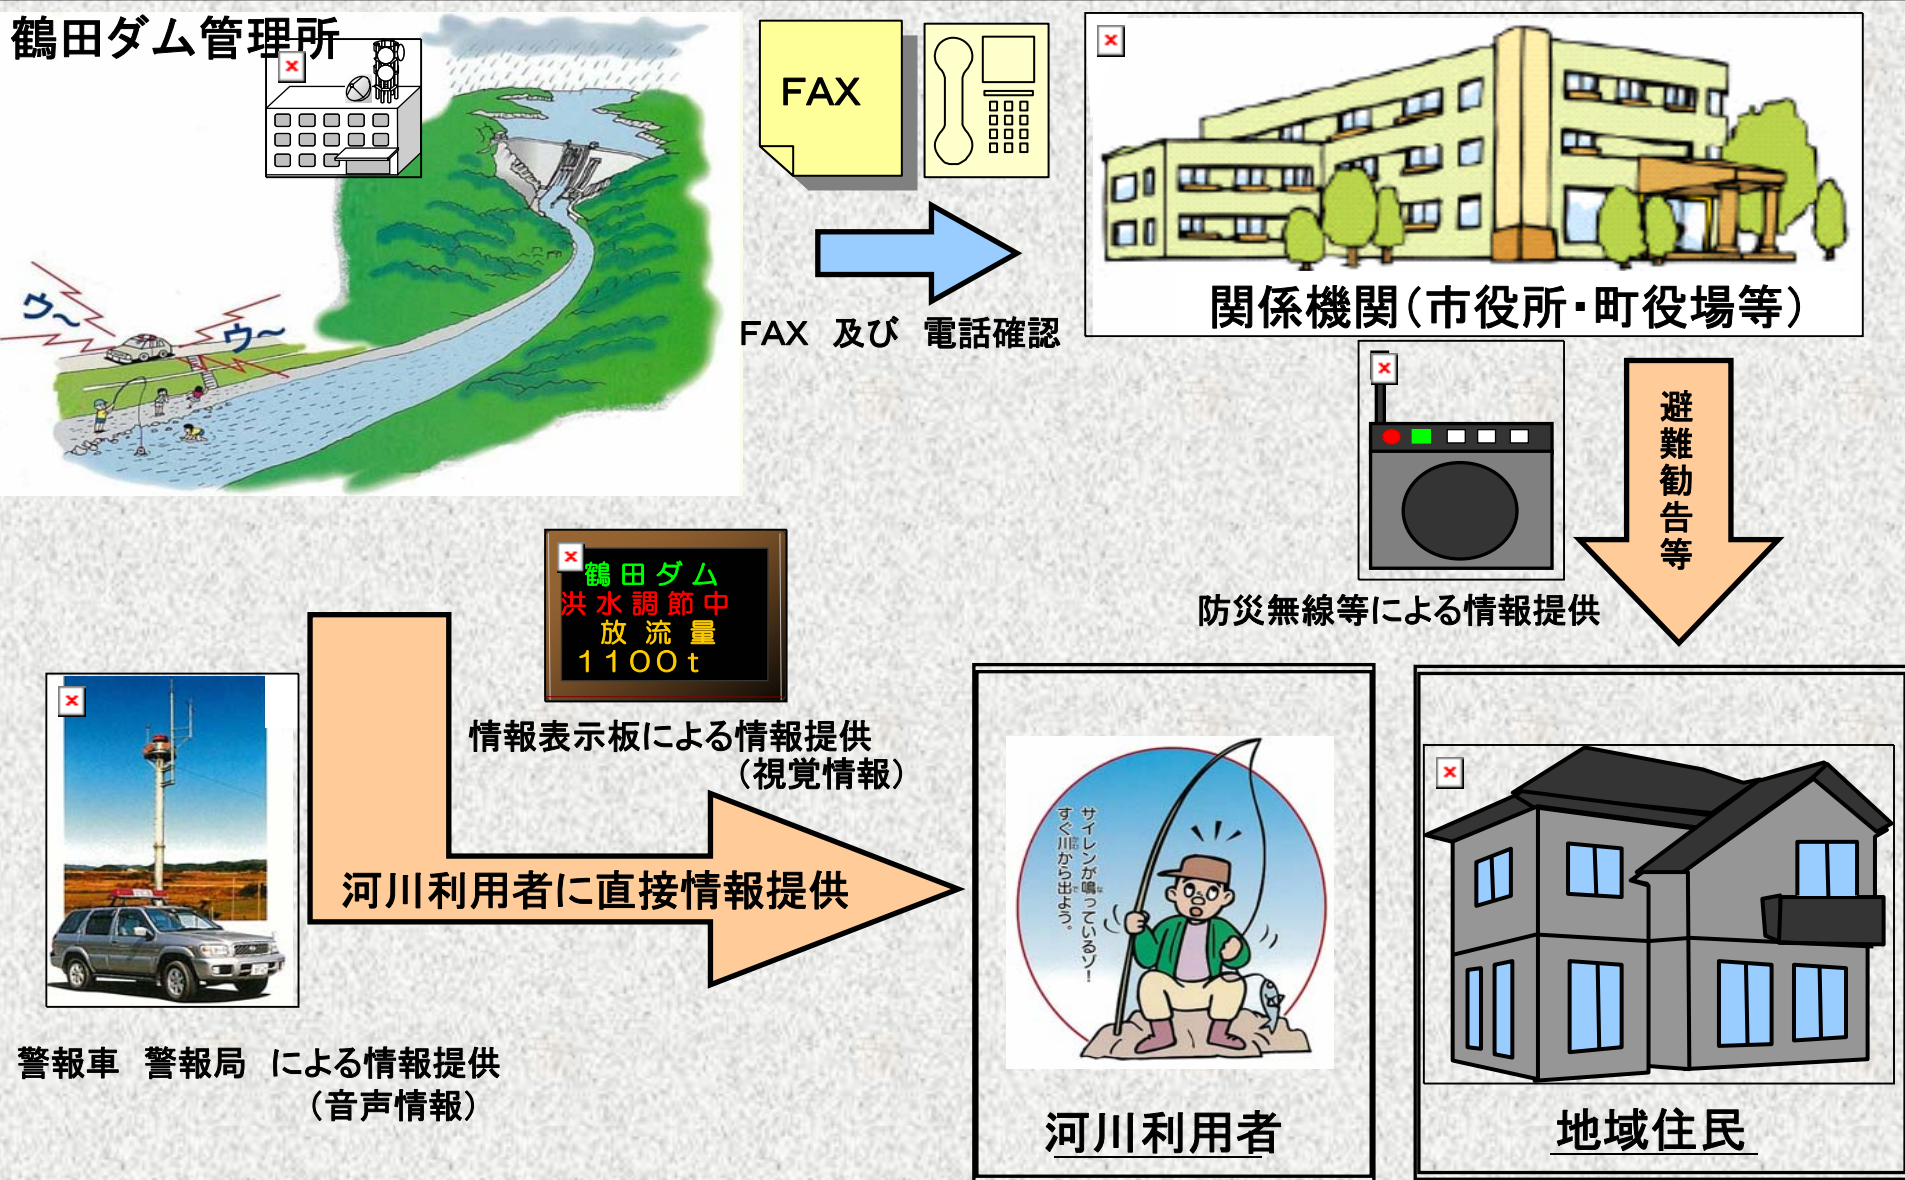 鶴田ダム管理所
FAX
ウ~
ウ~
FAX 及び 電話確認
関係機関(市役所・町役場等)
避難勧告等
防災無線等による情報提供
鶴田ダム
洪水調節中
放流量
1100t
情報表示板による情報提供
(視覚情報)
河川利用者に直接情報提供
警報車 警報局 による情報提供
(音声情報)
サイレンが鳴っているゾ!
すぐ川から出よう。
河川利用者
地域住民